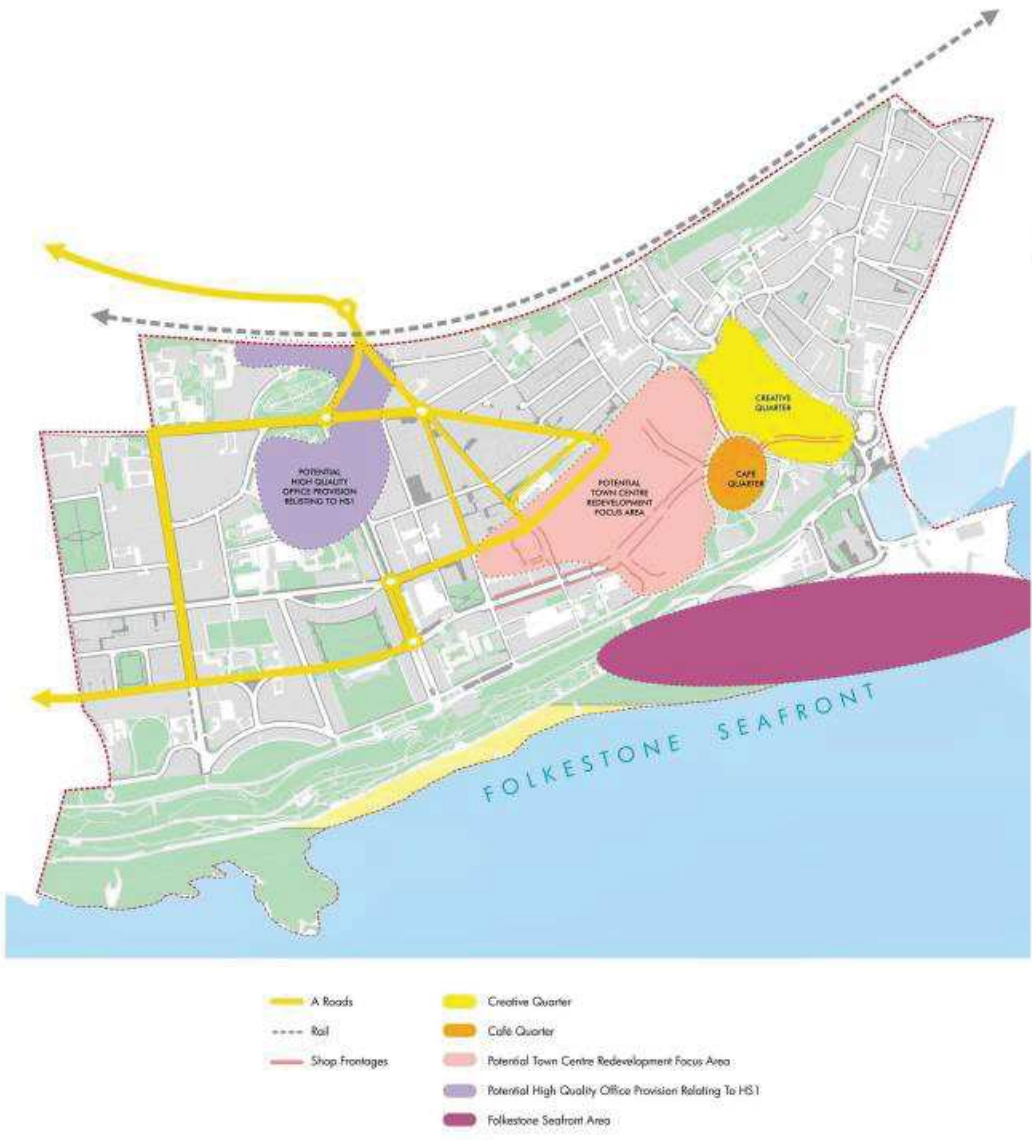 CREATIVE
QUARTER
CAFÉ
QUARTER
POTENTIAL
HIGH QUALITY
OFFICE PROVISION
RELISTING TO HS1
POTENTIAL
TOWN CENTRE
REDEVELOPMENT
FOCUS AREA
FOLKESTONE SEAFRONT
A Roads
Rail
Shop Frontages
Creative Quarter
Café Quarter
Potential Town Centre Redevelopment Focus Area
Potential High Quality Office Provision Relating To HS1
Folkestone Seafront Area